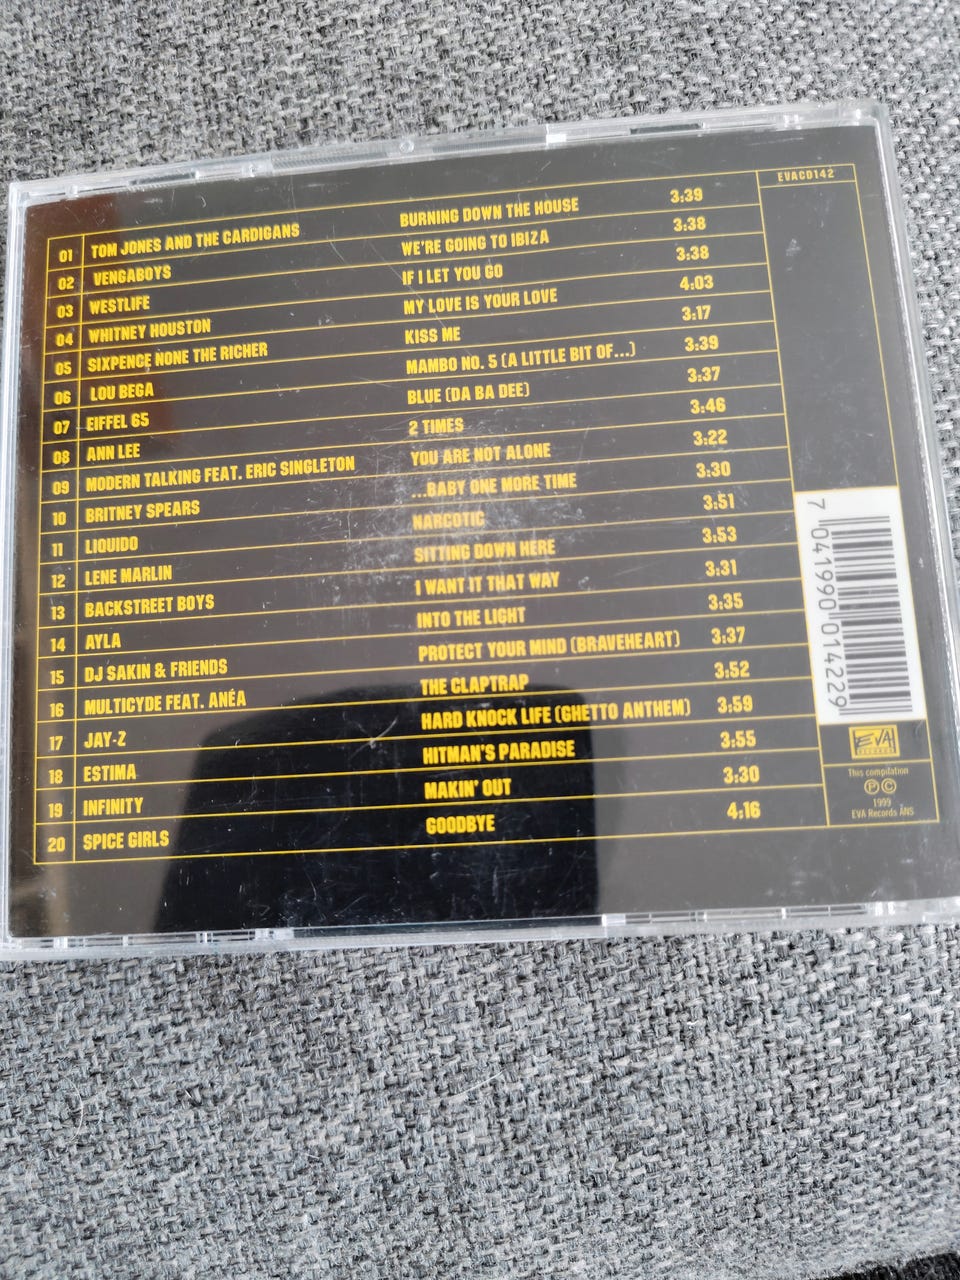 EVACD142
01 TOM JONES AND THE CARDIGANS BURNING DOWN THE HOUSE 3:39
02 VENGABOYS WE'RE GOING TO IBIZA 3:38
03 WESTLIFE IF I LET YOU GO 3:38
04 WHITNEY HOUSTON MY LOVE IS YOUR LOVE 4:03
05 SIXPENCE NONE THE RICHER KISS ME 3:17
06 LOU BEGA MAMBO NO. 5 (A LITTLE BIT OF...) 3:39
07 EIFFEL 65 BLUE (DA BA DEE) 3:37
08 ANN LEE 2 TIMES 3:46
09 MODERN TALKING FEAT. ERIC SINGLETON YOU ARE NOT ALONE 3:22
10 BRITNEY SPEARS ...BABY ONE MORE TIME 3:30
11 LIQUIDO NARCOTIC 3:51
12 LENE MARLIN SITTING DOWN HERE 3:53
13 BACKSTREET BOYS I WANT IT THAT WAY 3:31
14 AYLA INTO THE LIGHT 3:35
15 DJ SAKIN & FRIENDS PROTECT YOUR MIND (BRAVEHEART) 3:37
16 MULTICYDE FEAT. ANÉA THE CLAPTRAP 3:52
17 JAY-Z HARD KNOCK LIFE (GHETTO ANTHEM) 3:59
18 ESTIMA HITMAN'S PARADISE 3:55
19 INFINITY MAKIN' OUT 3:30
20 SPICE GIRLS GOODBYE 4:16
7 041990 014229
EVA
RECORDS
This compilation
℗©
1999
EVA Records ANS